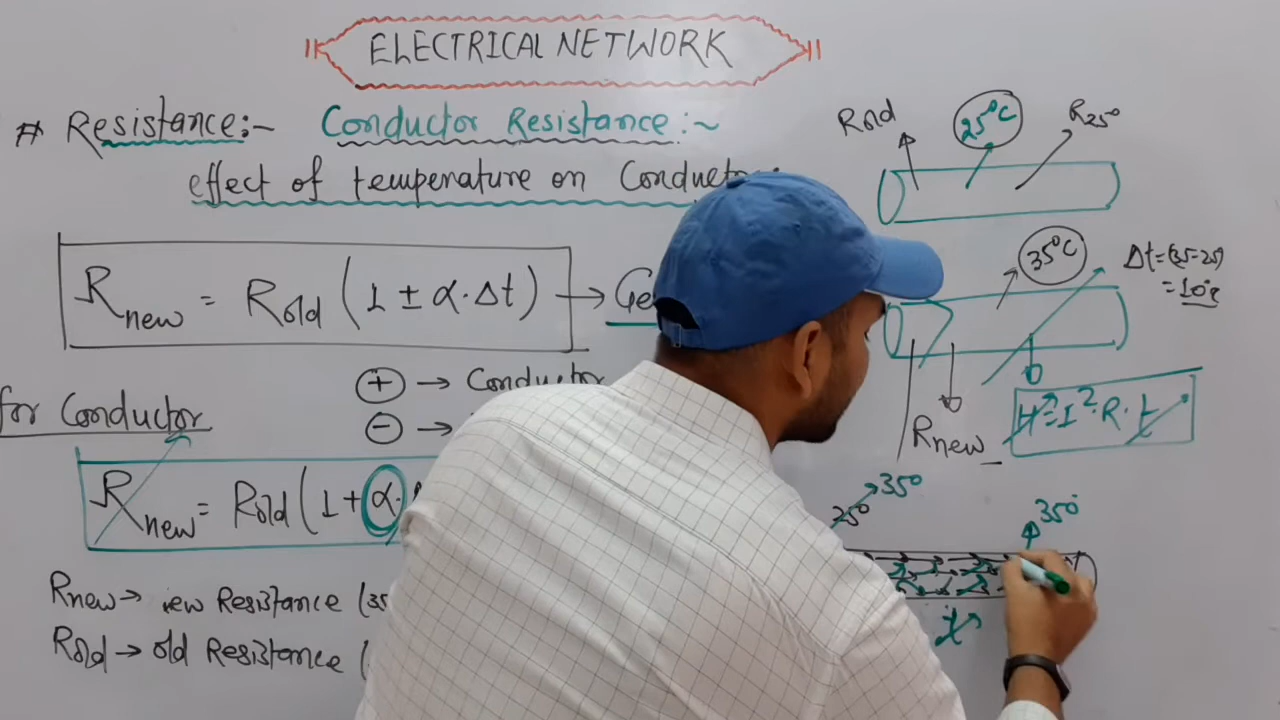 ELECTRICAL NETWORK
# Resistance:~ Conductor Resistance:~
effect of temperature on Conductor
R new = R old (1 ± α·Δt) → Ge
⊕ → Conductor
⊖ →
for Conductor
R new = R old (1 + α·
Rnew → new Resistance (35
Rold → old Resistance (
Rold 25°C R25°
35°C Δt=(35-25)
= 10°C
Rnew H = I²·R·t
25° 35° 35°